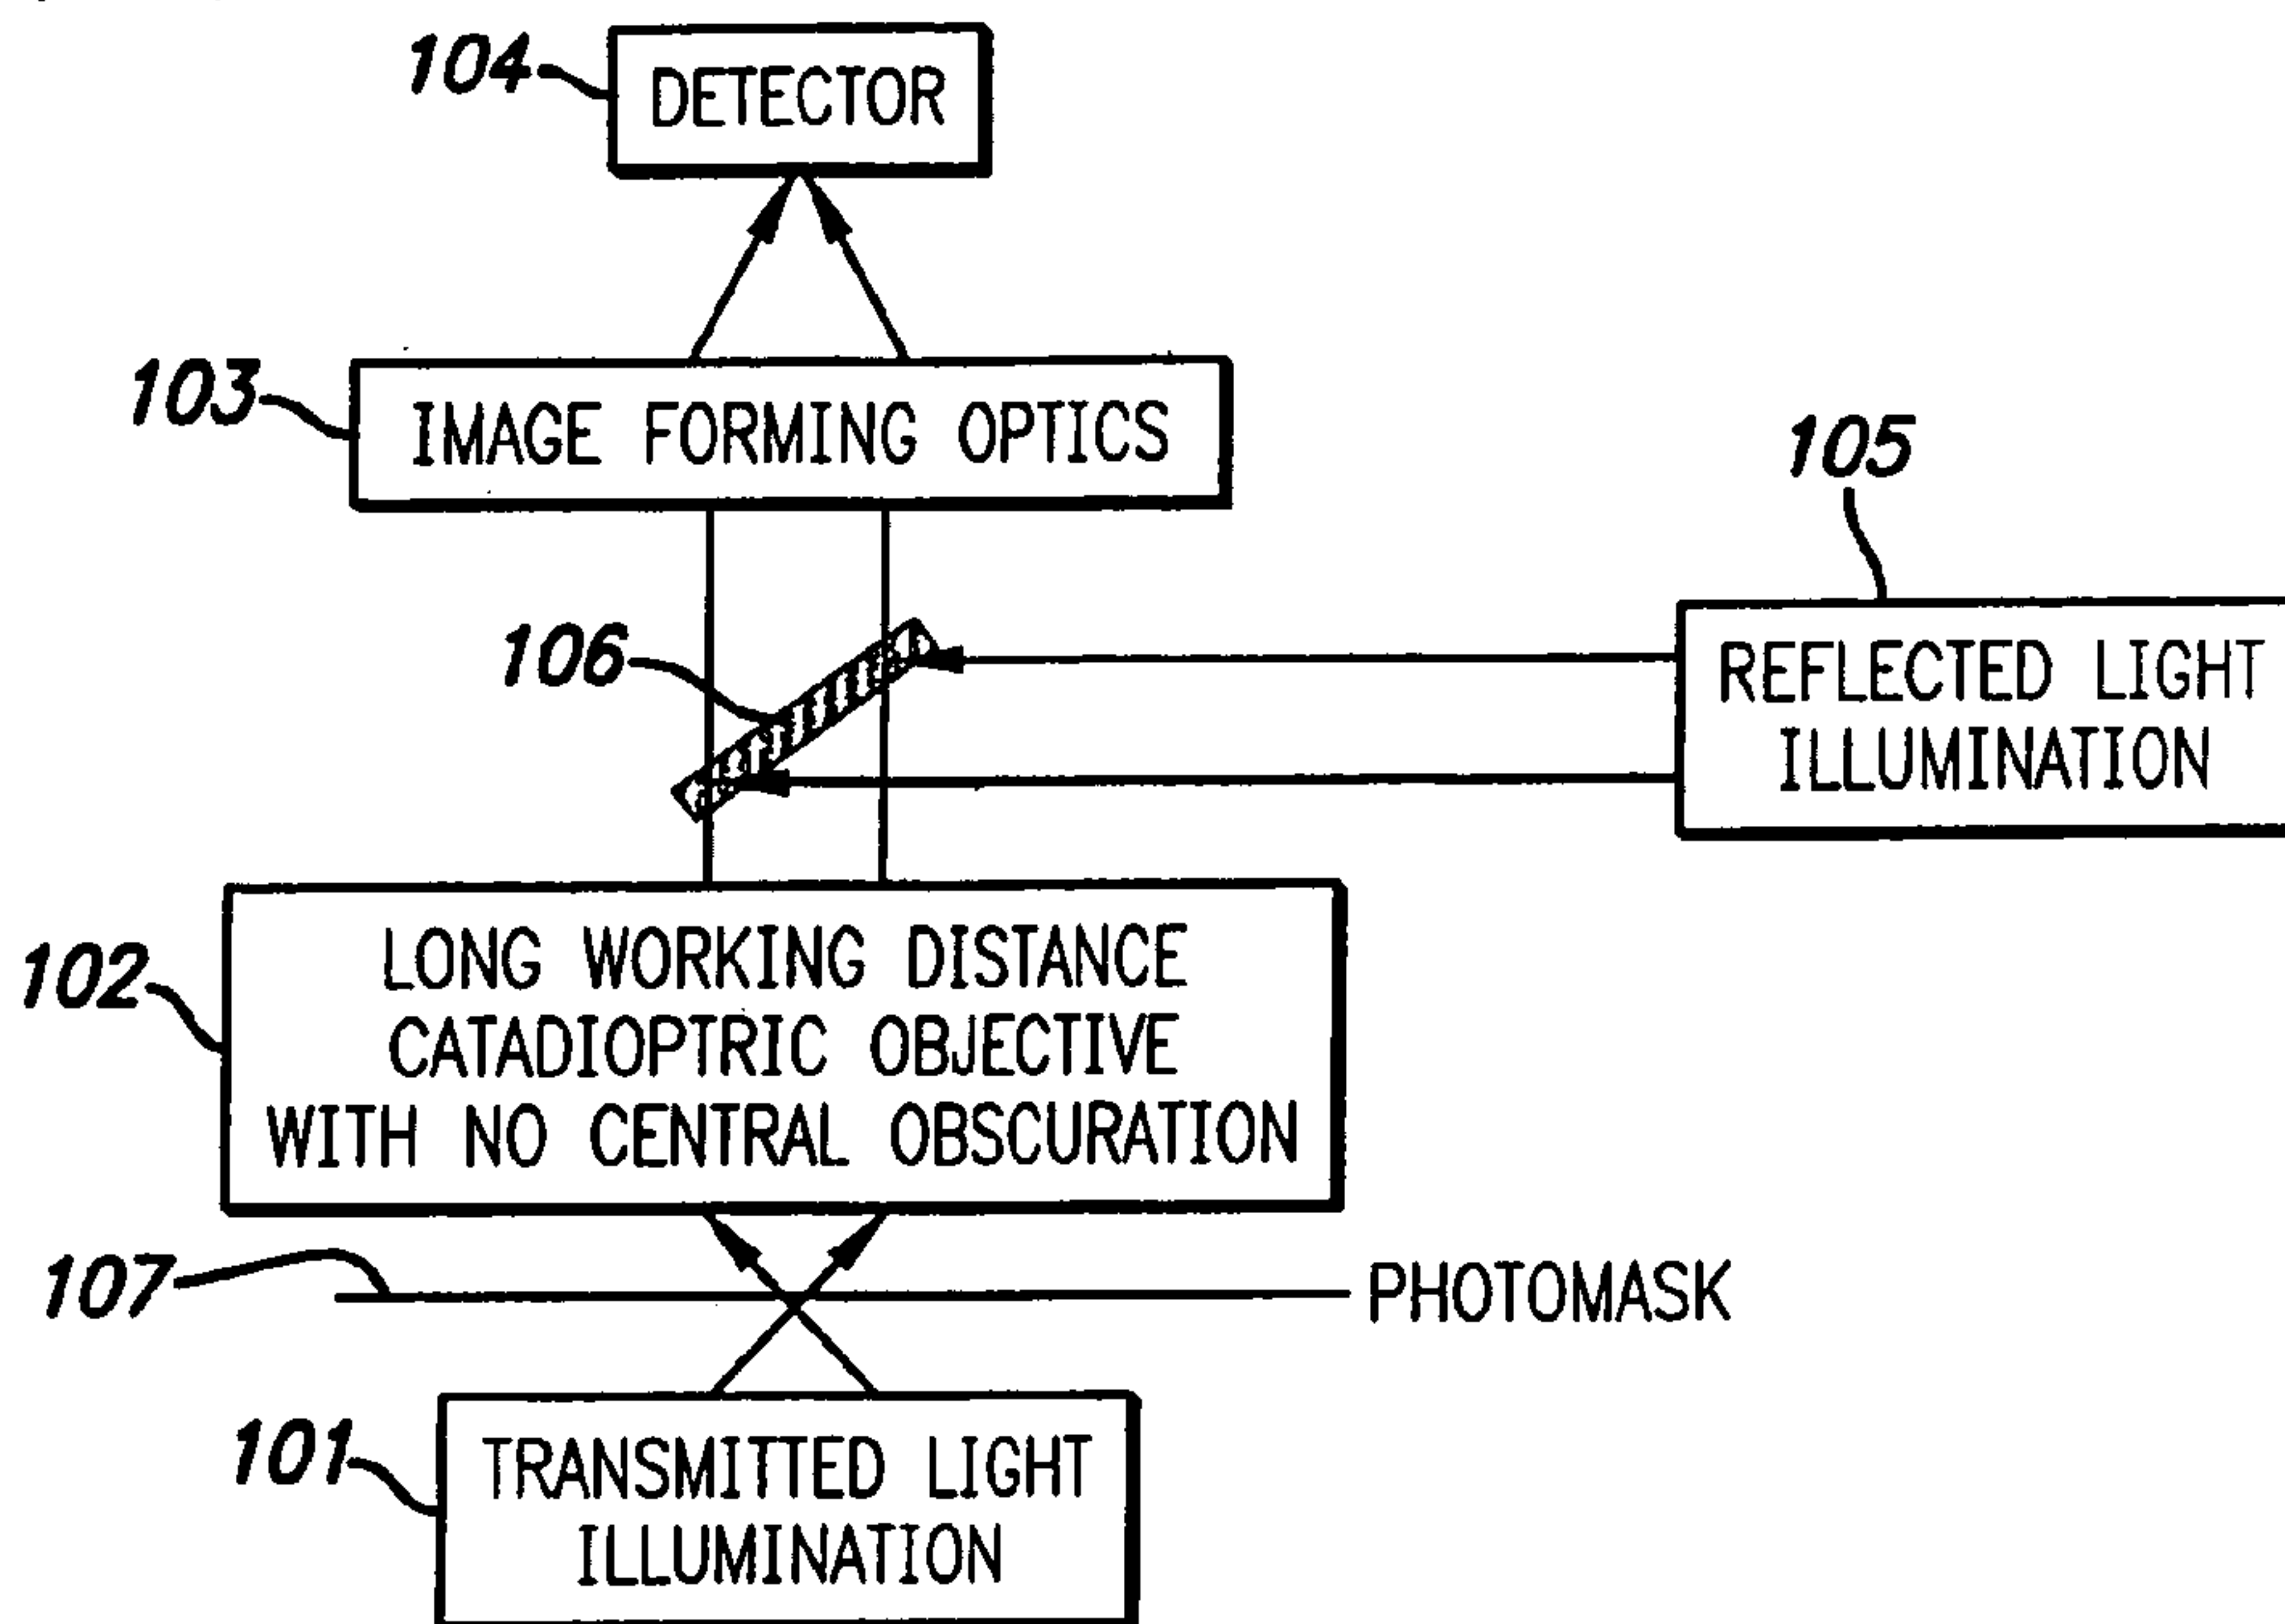 104
DETECTOR
103
IMAGE FORMING OPTICS
105
106
REFLECTED LIGHT
ILLUMINATION
102
LONG WORKING DISTANCE
CATADIOPTRIC OBJECTIVE
WITH NO CENTRAL OBSCURATION
107
PHOTOMASK
101
TRANSMITTED LIGHT
ILLUMINATION